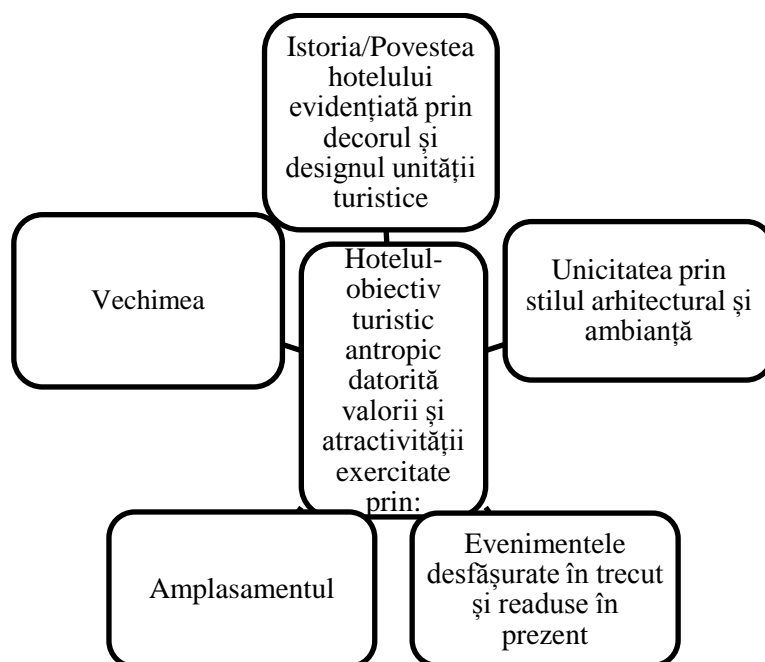 Istoria/Povestea
hotelului
evidențiată prin
decorul și
designul unității
turistice
Vechimea
Hotelul-
obiectiv
turistic
antropic
datorită
valorii și
atractivității
exercitate
prin:
Unicitatea prin
stilul arhitectural și
ambianță
Amplasamentul
Evenimentele
desfășurate în trecut
și readuse în
prezent